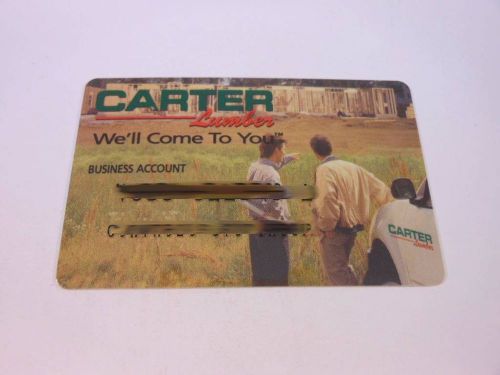 CARTER
Lumber
We'll Come To You™
BUSINESS ACCOUNT
CARTER
Lumber